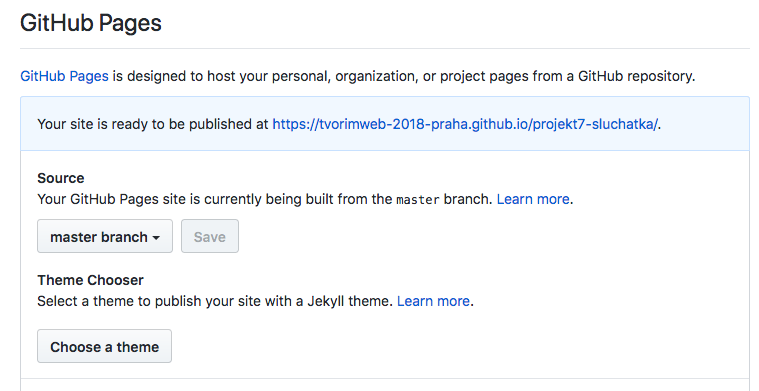 GitHub Pages
GitHub Pages is designed to host your personal, organization, or project pages from a GitHub repository.
Your site is ready to be published at https://tvorimweb-2018-praha.github.io/projekt7-sluchatka/.
Source
Your GitHub Pages site is currently being built from the master branch. Learn more.
master branch Save
Theme Chooser
Select a theme to publish your site with a Jekyll theme. Learn more.
Choose a theme